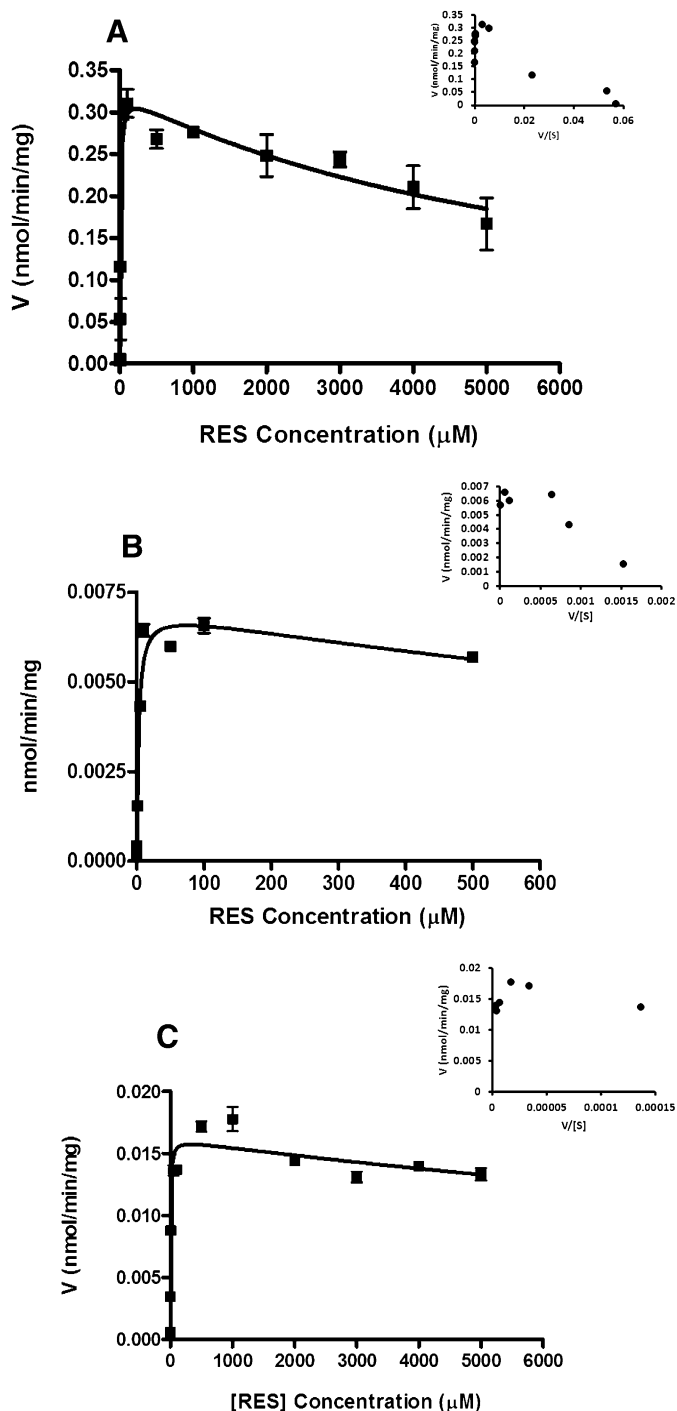 A
0.35
0.3
0.25
0.2
0.15
0.1
0.05
0
V (nmol/min/mg)
0 0.02 0.04 0.06
V/[S]
0.35
0.30
0.25
0.20
0.15
0.10
0.05
0.00
V (nmol/min/mg)
0 1000 2000 3000 4000 5000 6000
RES Concentration (μM)
B
0.007
0.006
0.005
0.004
0.003
0.002
0.001
0
V (nmol/min/mg)
0 0.0005 0.001 0.0015 0.002
V/[S]
0.0075
0.0050
0.0025
0.0000
nmol/min/mg
0 100 200 300 400 500 600
RES Concentration (μM)
C
0.02
0.015
0.01
0.005
0
V (nmol/min/mg)
0 0.00005 0.0001 0.00015
V/[S]
0.020
0.015
0.010
0.005
0.000
V (nmol/min/mg)
0 1000 2000 3000 4000 5000 6000
[RES] Concentration (μM)